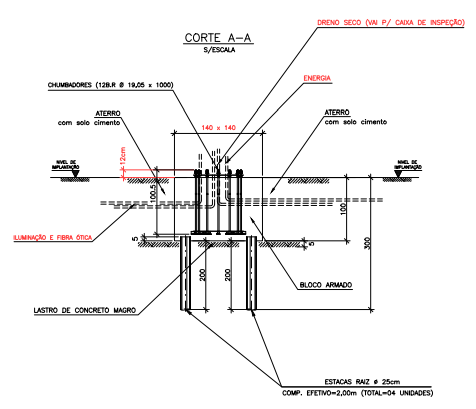 DRENO SECO (VAI P/ CAIXA DE INSPEÇÃO)
CORTE A-A
S/ESCALA
ENERGIA
CHUMBADORES (12B.R Ø 19,05 x 1000)
ATERRO
com solo cimento
ATERRO
com solo cimento
140 x 140
NIVEL DE
IMPLANTAÇÃO
12cm
NIVEL DE
IMPLANTAÇÃO
100,5
100
ILUMINAÇÃO E FIBRA ÓTICA
5
5
300
200
200
BLOCO ARMADO
LASTRO DE CONCRETO MAGRO
ESTACAS RAIZ ø 25cm
COMP. EFETIVO=2,00m (TOTAL=04 UNIDADES)